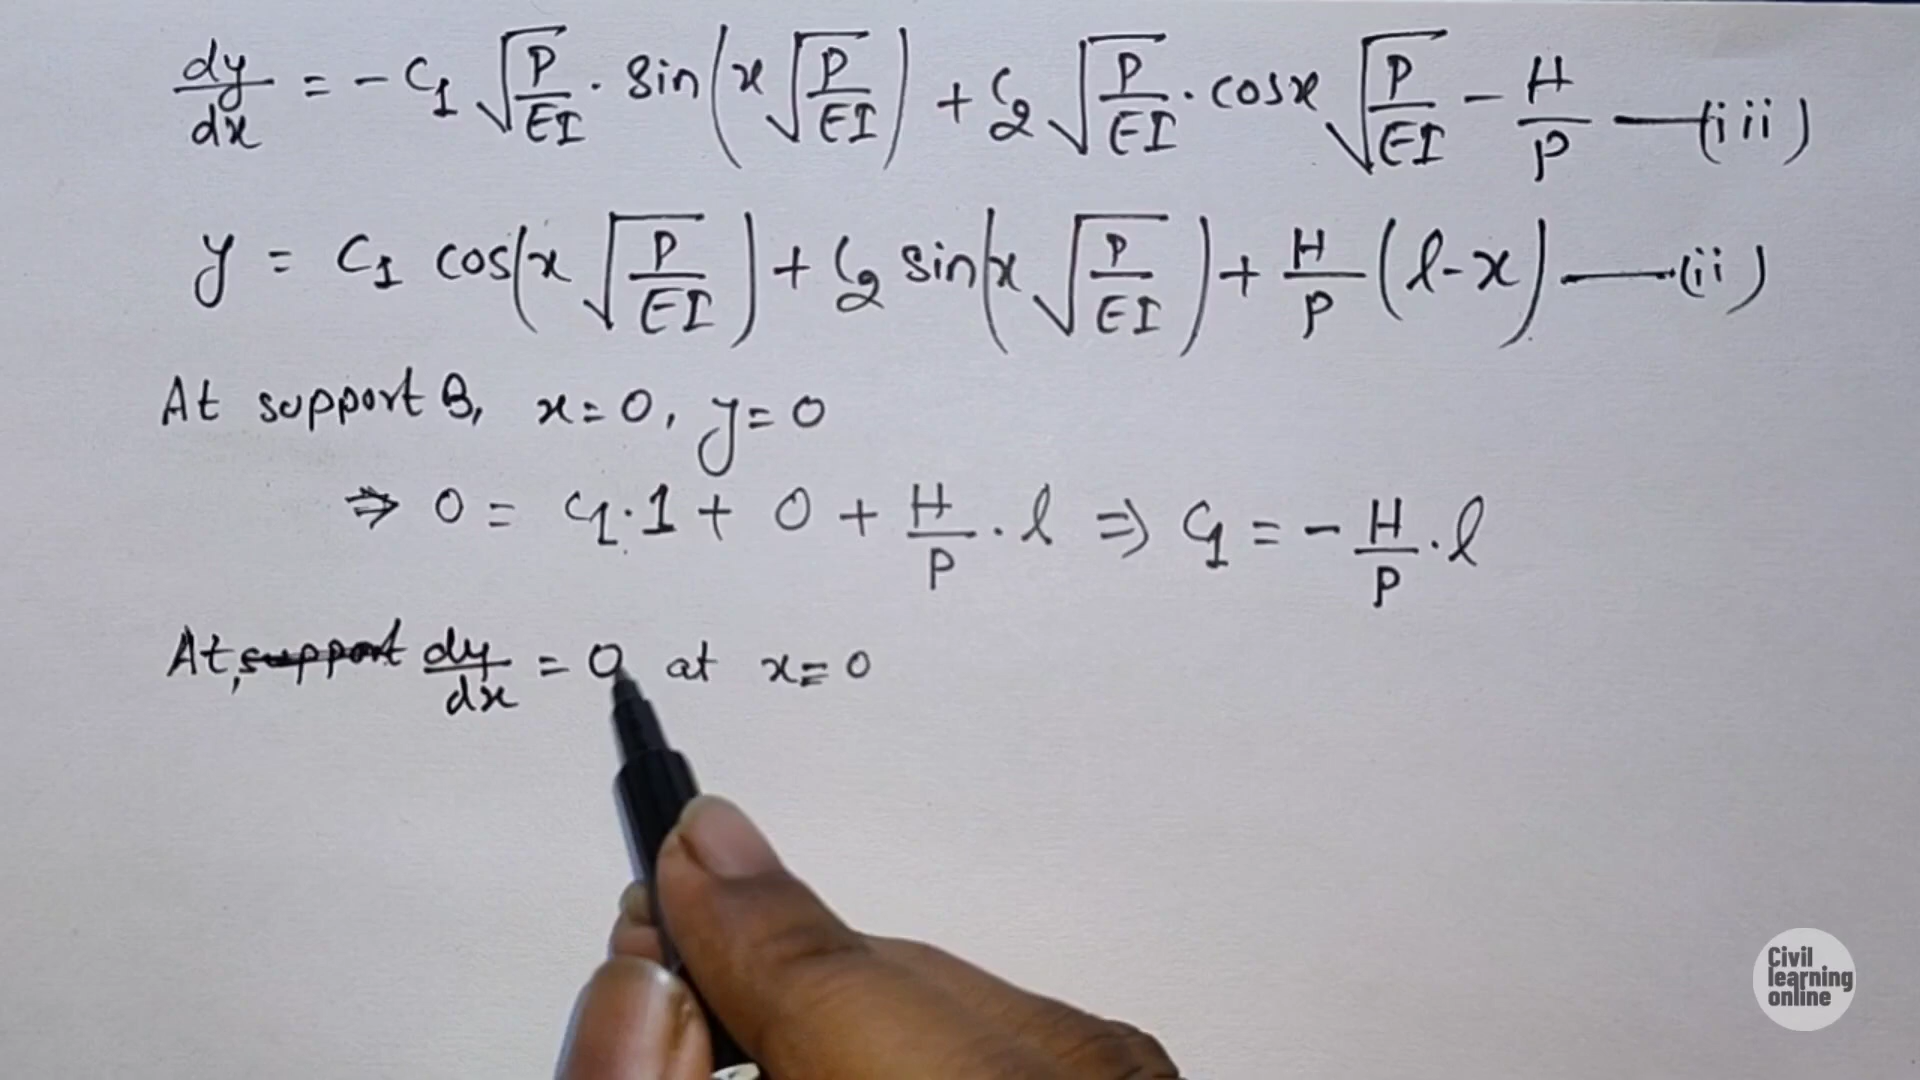 dy/dx = - C1 √(P/EI) · sin(x √(P/EI)) + C2 √(P/EI) · cosx √(P/EI) - H/P —(iii)
y = C1 cos(x √(P/EI)) + C2 sin(x √(P/EI)) + H/P (l-x) —(ii)
At support B, x=0, y=0
⇒ 0 = C1·1 + 0 + H/P · l ⇒ C1 = - H/P · l
At, support dy/dx = 0 at x=0
Civil
learning
online